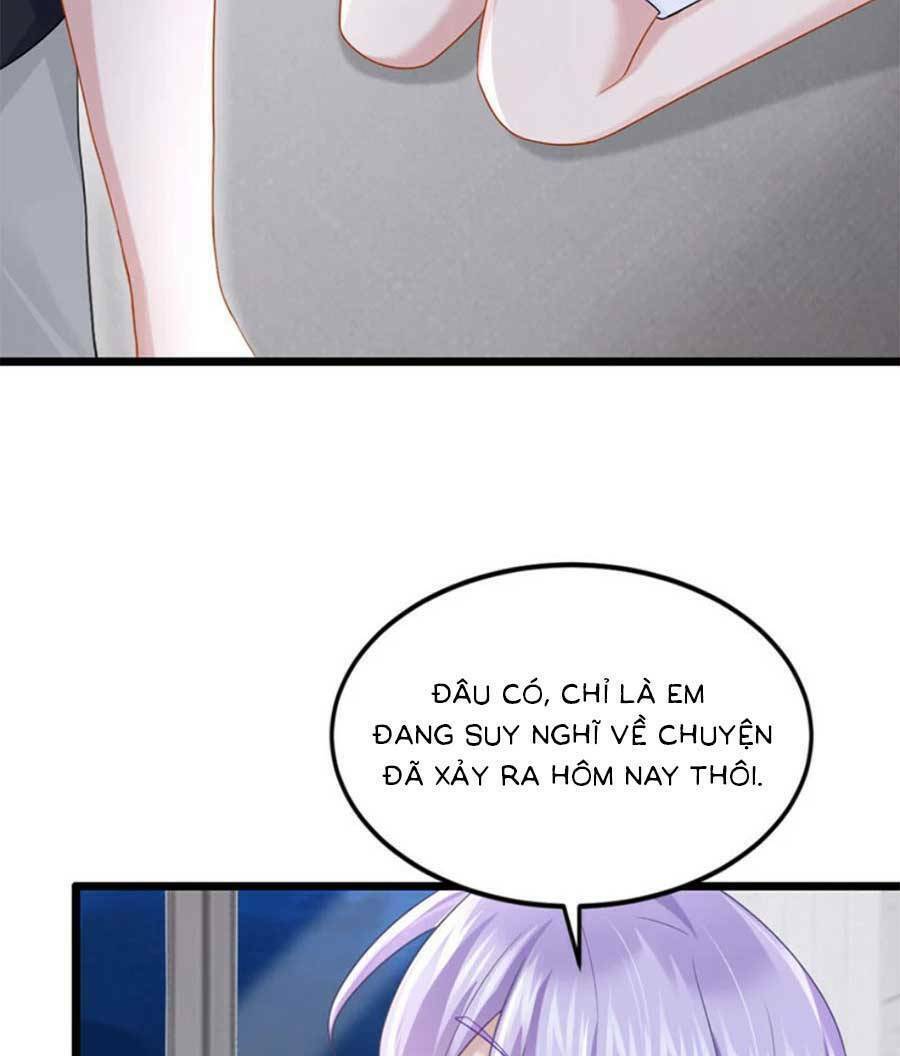 ĐÂU CÓ, CHỈ LÀ EM
ĐANG SUY NGHĨ VỀ CHUYỆN
ĐÃ XẢY RA HÔM NAY THÔI.